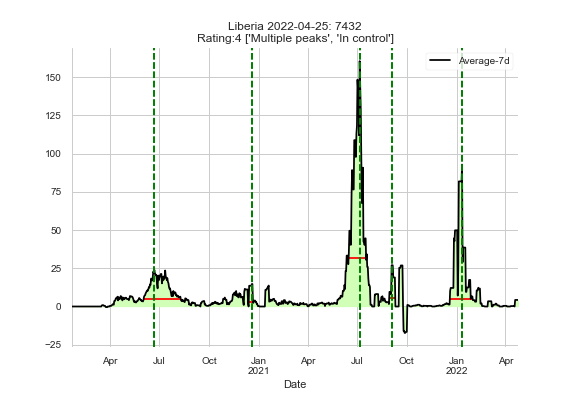 Liberia 2022-04-25: 7432
Rating:4 ['Multiple peaks', 'In control']
Average-7d
150
125
100
75
50
25
0
−25
Apr
Jul
Oct
Jan
2021
Apr
Jul
Oct
Jan
2022
Apr
Date